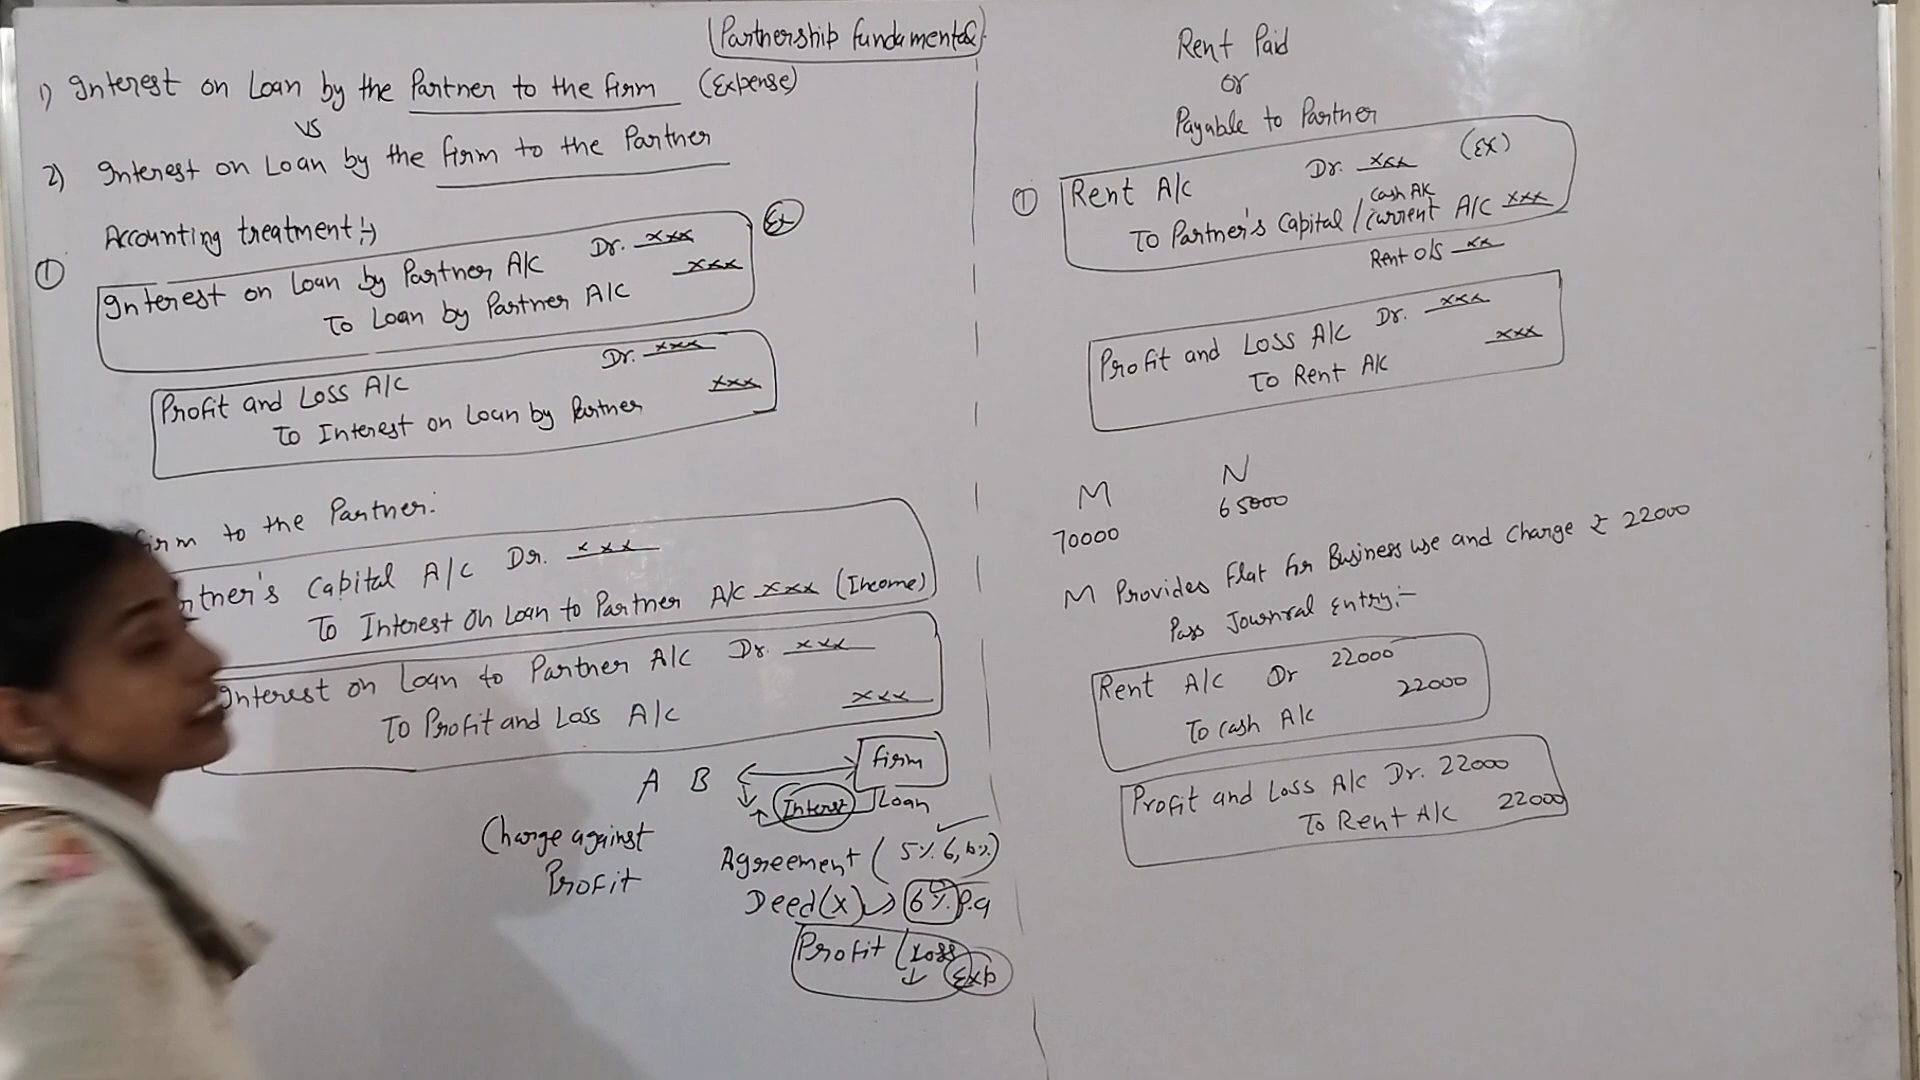 Partnership fundamental
1) Interest on Loan by the Partner to the firm (Expense)
VS
2) Interest on Loan by the firm to the Partner
Accounting treatment:-)
① Interest on Loan by Partner A/c Dr. xxx (Ex)
To Loan by Partner A/C xxx
Profit and Loss A/c Dr. xxx
To Interest on Loan by Partner xxx
firm to the Partner:
rtner's Capital A/c Dr. xxx
To Interest on Loan to Partner A/c xxx (Income)
Interest on Loan to Partner A/c Dr. xxx
To Profit and Loss A/c xxx
A B firm
Interest Loan
Charge against
Profit
Agreement (5%, 6, b%)
Deed(x) → 6% P.a
Profit (Loss
↓ Exp
Rent Paid
or
Payable to Partner
① Rent A/c Dr. xxx (Ex)
Cash A/c
To Partner's Capital / Current A/C xxx
Rent O/S xx
Profit and Loss A/c Dr. xxx
To Rent A/c xxx
M N
70000 65000
M Provides Flat for Business use and Charge ₹ 22000
Pass Journral Entry:-
Rent A/c Dr 22000
To Cash A/c 22000
Profit and Loss A/c Dr. 22000
To Rent A/c 22000